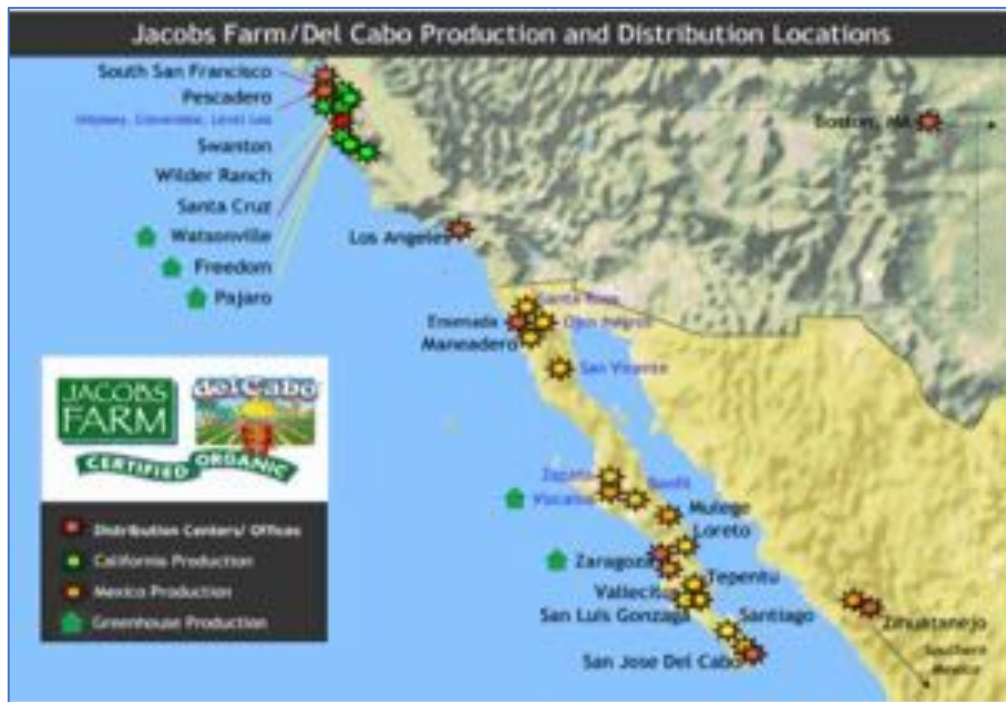 Jacobs Farm/Del Cabo Production and Distribution Locations
South San Francisco
Pescadero
Swanton
Wilder Ranch
Santa Cruz
Watsonville
Freedom
Pajaro
Boston, MA
Los Angeles
Santa Rosa
Ensenada
Ojos Negros
Maneadero
San Vicente
JACOBS
FARM
del Cabo
CERTIFIED ORGANIC
Zapata
Bonfil
Vizcaino
Mulege
Loreto
Distribution Centers/ Offices
California Production
Mexico Production
Greenhouse Production
Zaragoza
Tepentu
San Luis Gonzaga
Santiago
Zihuatanejo
Southern
Mexico
San Jose Del Cabo